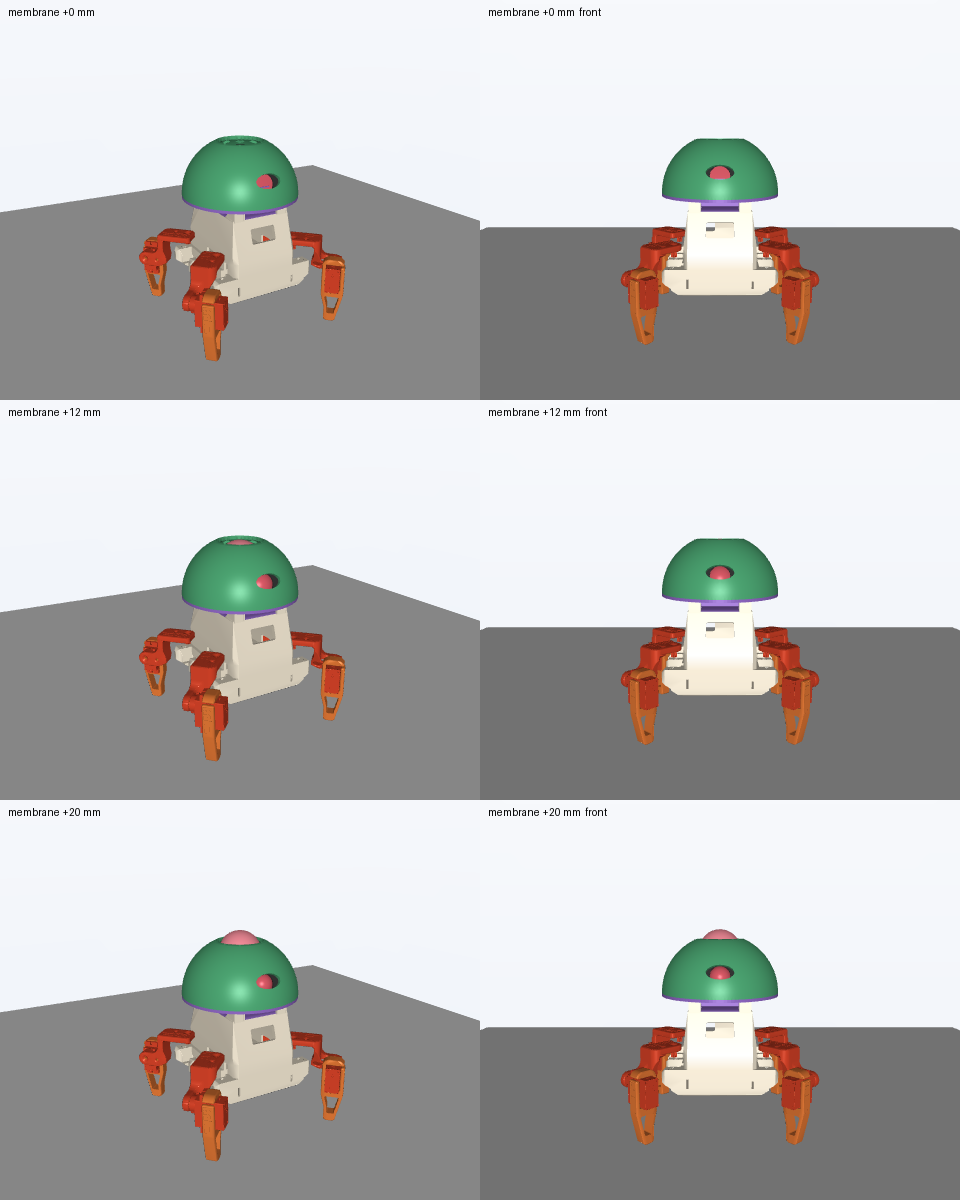 membrane +0 mm
membrane +0 mm front
membrane +12 mm
membrane +12 mm front
membrane +20 mm
membrane +20 mm front